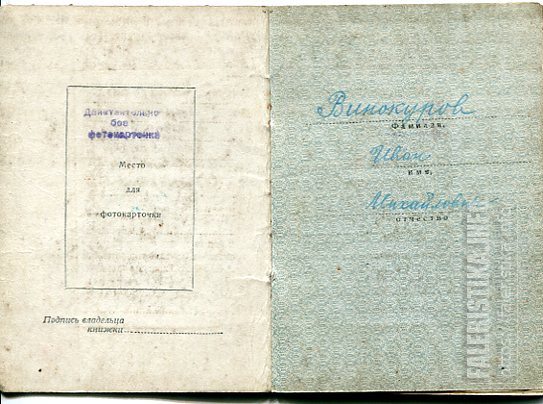 Действительно
без
фотокарточки
Место
для
фотокарточки
Подпись владельца
книжки
Винокуров
Фамилия,
Иван
имя,
Михайлович
отчество
FALERISTIKA.INFO